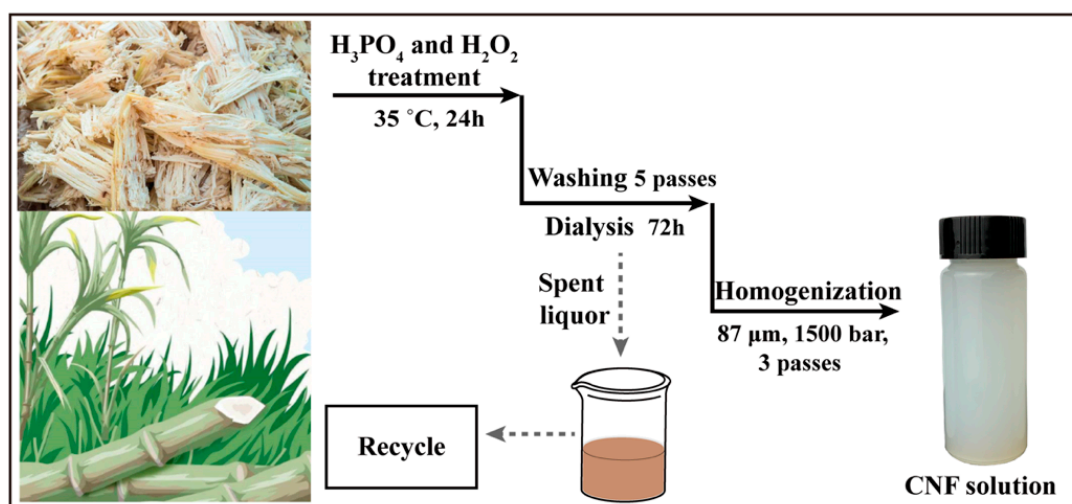 H₃PO₄ and H₂O₂
treatment
35 °C, 24h
Washing 5 passes
Dialysis 72h
Spent
liquor
Homogenization
87 μm, 1500 bar,
3 passes
Recycle
CNF solution